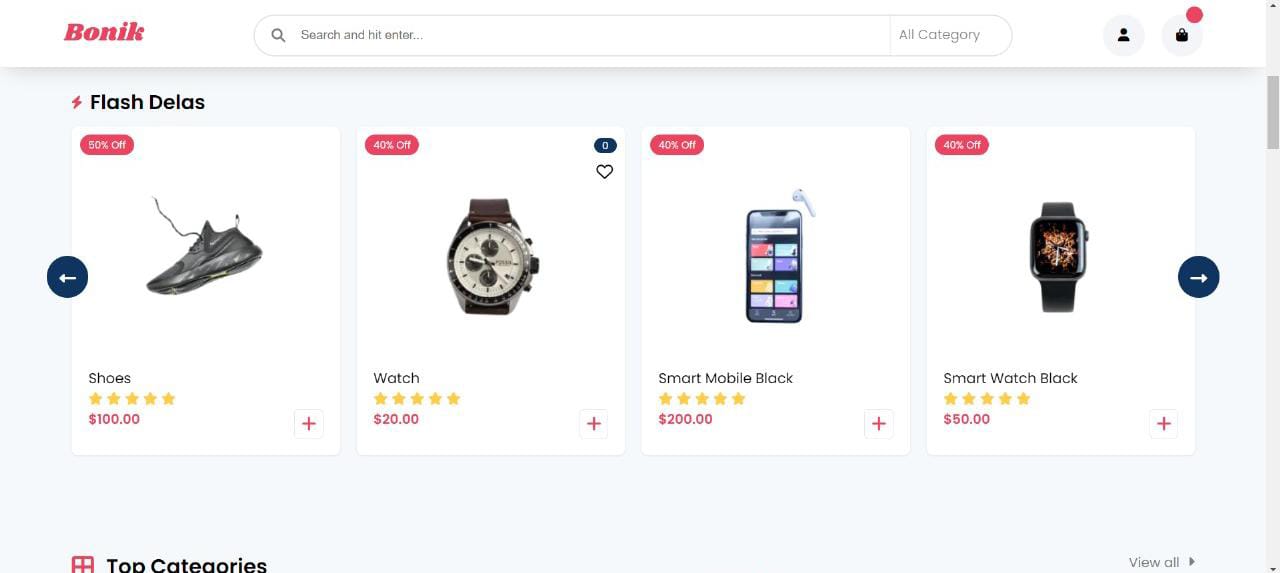 Bonik
Search and hit enter...
All Category
Flash Delas
50% Off
40% Off
0
40% Off
40% Off
FOSSIL
Shoes
Watch
Smart Mobile Black
Smart Watch Black
$100.00
$20.00
$200.00
$50.00
Top Categories
View all